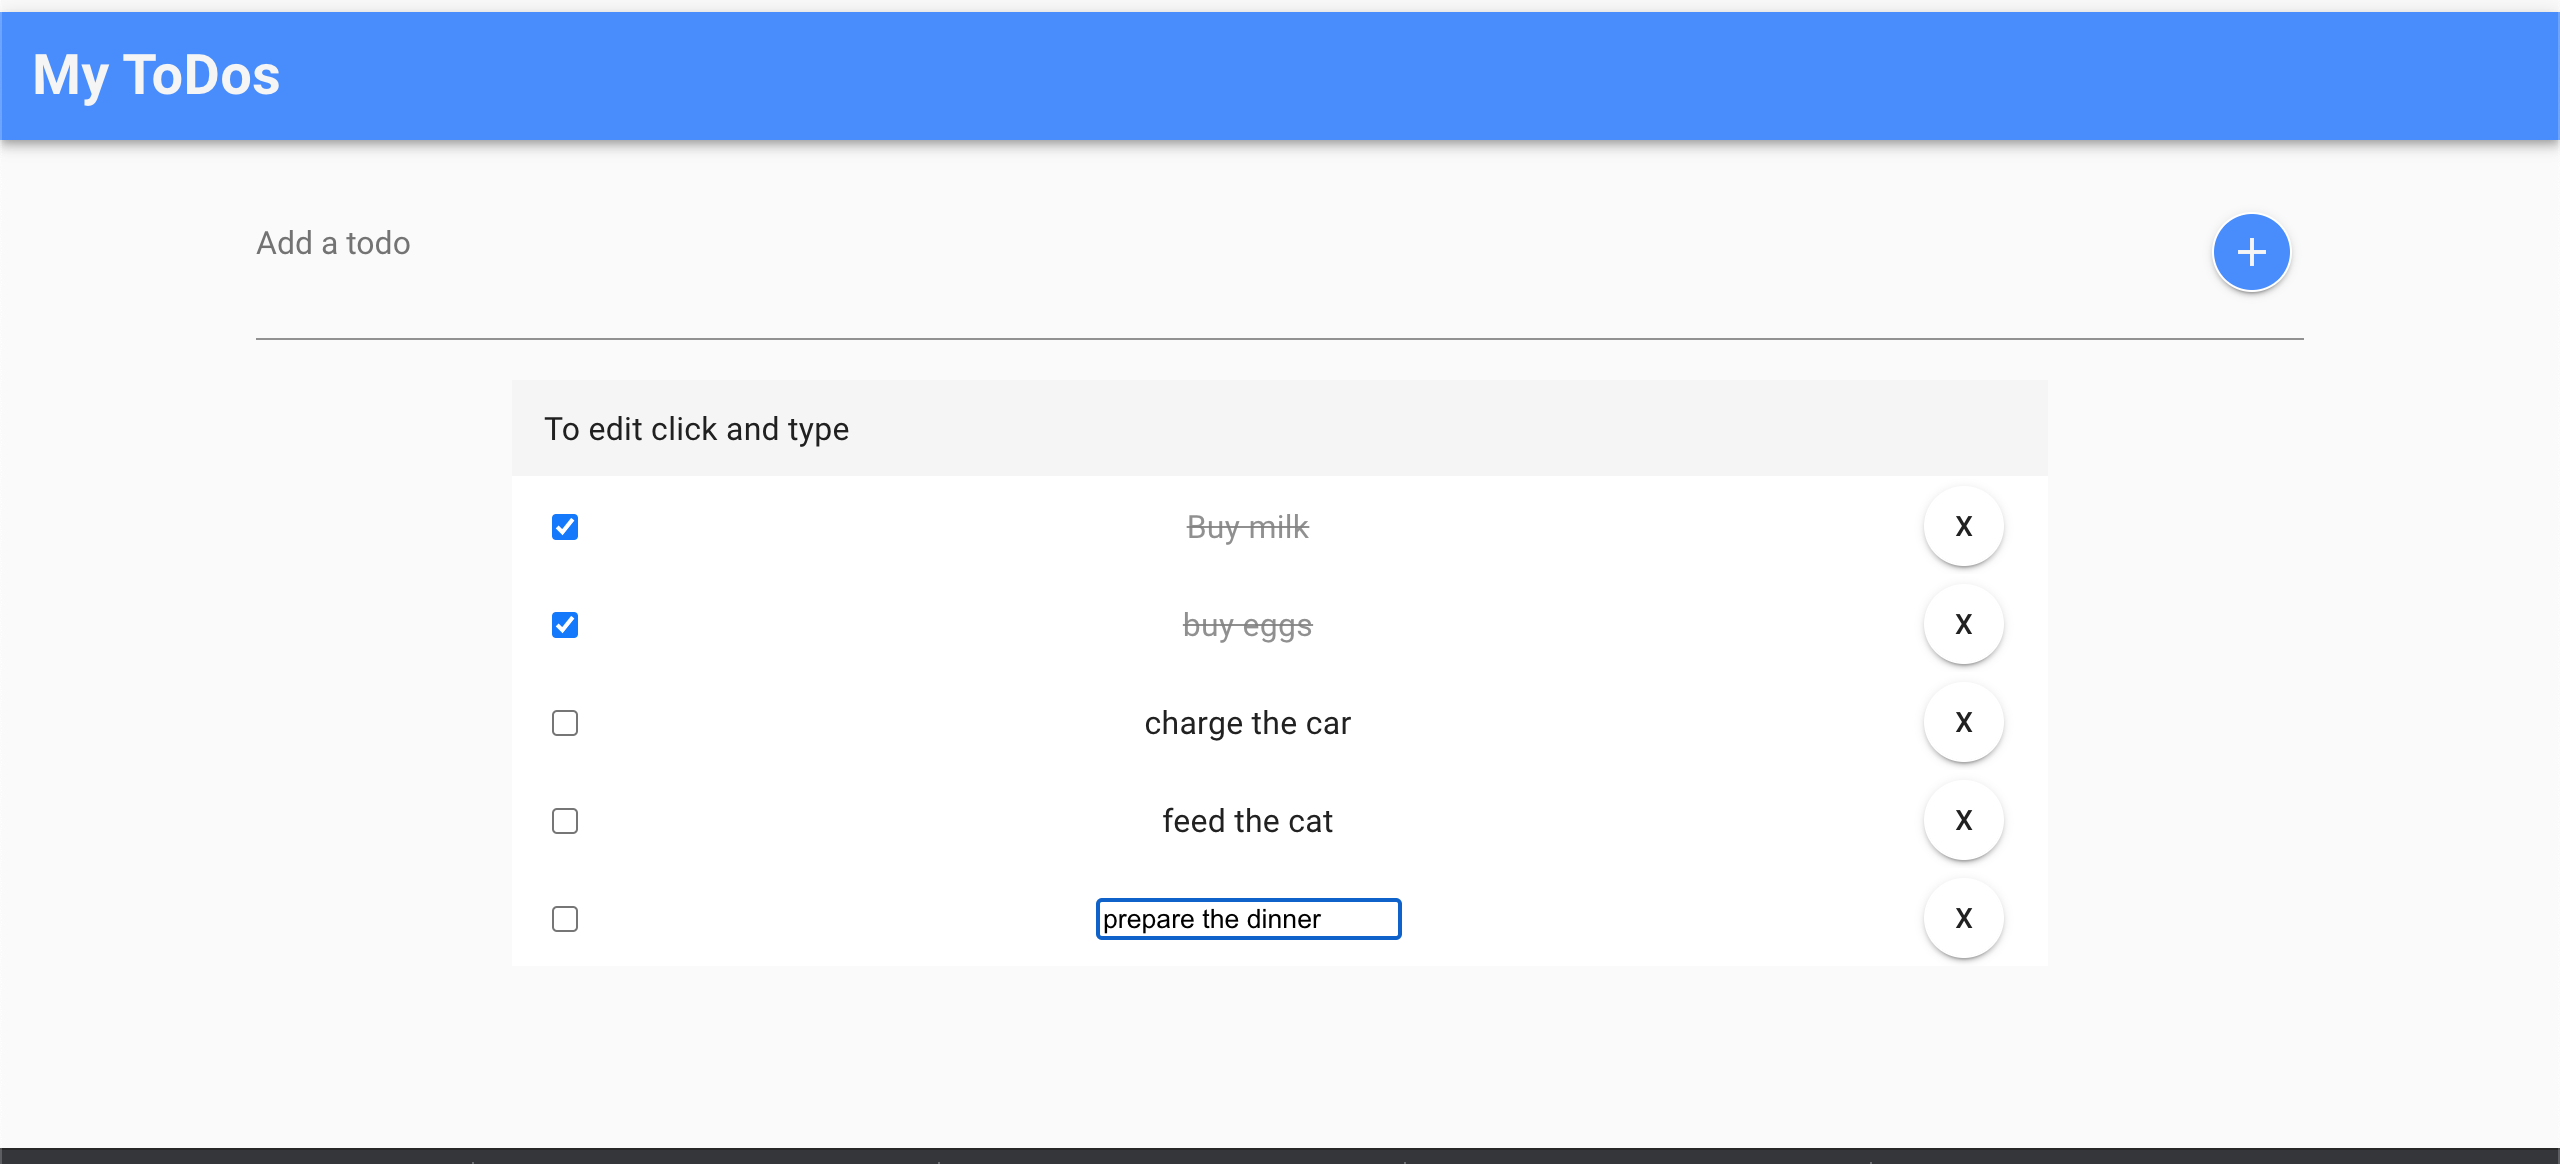 My ToDos
Add a todo
+
To edit click and type
Buy milk X
buy eggs X
charge the car X
feed the cat X
prepare the dinner X